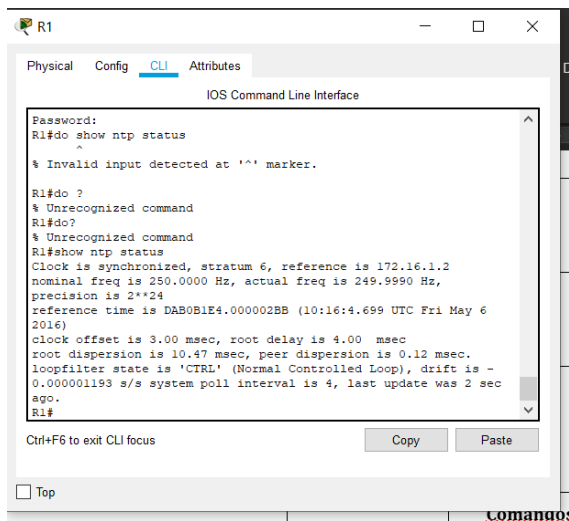 R1
Physical Config CLI Attributes
IOS Command Line Interface
Password:
R1#do show ntp status
^
% Invalid input detected at '^' marker.
R1#do ?
% Unrecognized command
R1#do?
% Unrecognized command
R1#show ntp status
Clock is synchronized, stratum 6, reference is 172.16.1.2
nominal freq is 250.0000 Hz, actual freq is 249.9990 Hz,
precision is 2**24
reference time is DAB0B1E4.000002BB (10:16:4.699 UTC Fri May 6
2016)
clock offset is 3.00 msec, root delay is 4.00 msec
root dispersion is 10.47 msec, peer dispersion is 0.12 msec.
loopfilter state is 'CTRL' (Normal Controlled Loop), drift is -
0.000001193 s/s system poll interval is 4, last update was 2 sec
ago.
R1#
Ctrl+F6 to exit CLI focus
Copy Paste
Top
Comandos